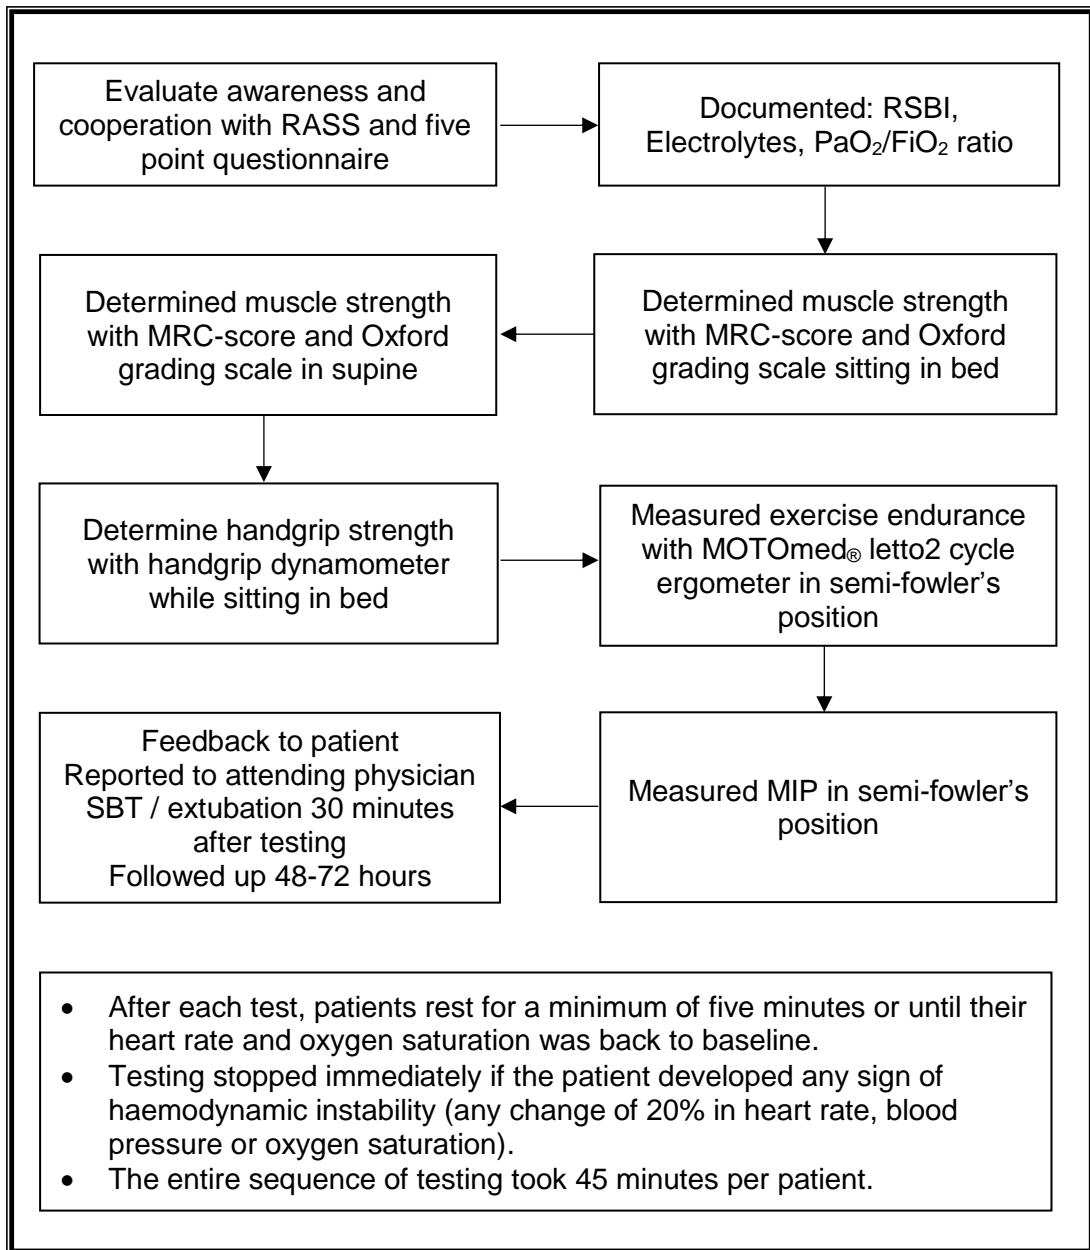 Evaluate awareness and
cooperation with RASS and five
point questionnaire
Documented: RSBI,
Electrolytes, PaO₂/FiO₂ ratio
Determined muscle strength
with MRC-score and Oxford
grading scale sitting in bed
Determined muscle strength
with MRC-score and Oxford
grading scale in supine
Determine handgrip strength
with handgrip dynamometer
while sitting in bed
Measured exercise endurance
with MOTOmed® letto2 cycle
ergometer in semi-fowler's
position
Measured MIP in semi-fowler's
position
Feedback to patient
Reported to attending physician
SBT / extubation 30 minutes
after testing
Followed up 48-72 hours
• After each test, patients rest for a minimum of five minutes or until their
heart rate and oxygen saturation was back to baseline.
• Testing stopped immediately if the patient developed any sign of
haemodynamic instability (any change of 20% in heart rate, blood
pressure or oxygen saturation).
• The entire sequence of testing took 45 minutes per patient.